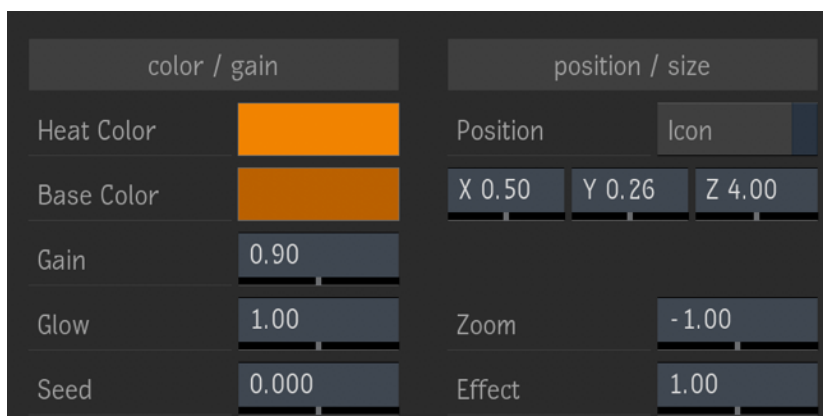 color / gain
Heat Color
Base Color
Gain 0.90
Glow 1.00
Seed 0.000
position / size
Position Icon
X 0.50 Y 0.26 Z 4.00
Zoom -1.00
Effect 1.00